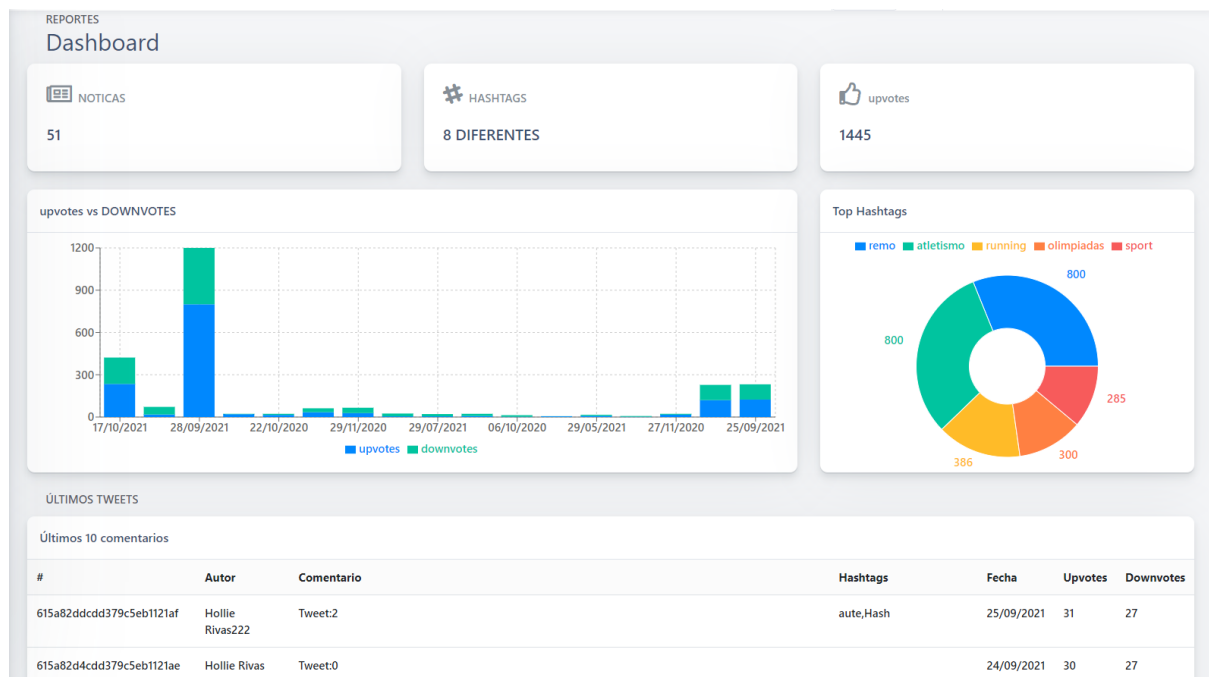 REPORTES
Dashboard
NOTICAS
51
HASHTAGS
8 DIFERENTES
upvotes
1445
upvotes vs DOWNVOTES
1200
900
600
300
0
17/10/2021 28/09/2021 22/10/2020 29/11/2020 29/07/2021 06/10/2020 29/05/2021 27/11/2020 25/09/2021
upvotes downvotes
Top Hashtags
remo atletismo running olimpiadas sport
800
800
285
300
386
ÚLTIMOS TWEETS
Últimos 10 comentarios
# Autor Comentario Hashtags Fecha Upvotes Downvotes
615a82ddcdd379c5eb1121af Hollie Tweet:2 aute,Hash 25/09/2021 31 27
Rivas222
615a82d4cdd379c5eb1121ae Hollie Rivas Tweet:0 24/09/2021 30 27